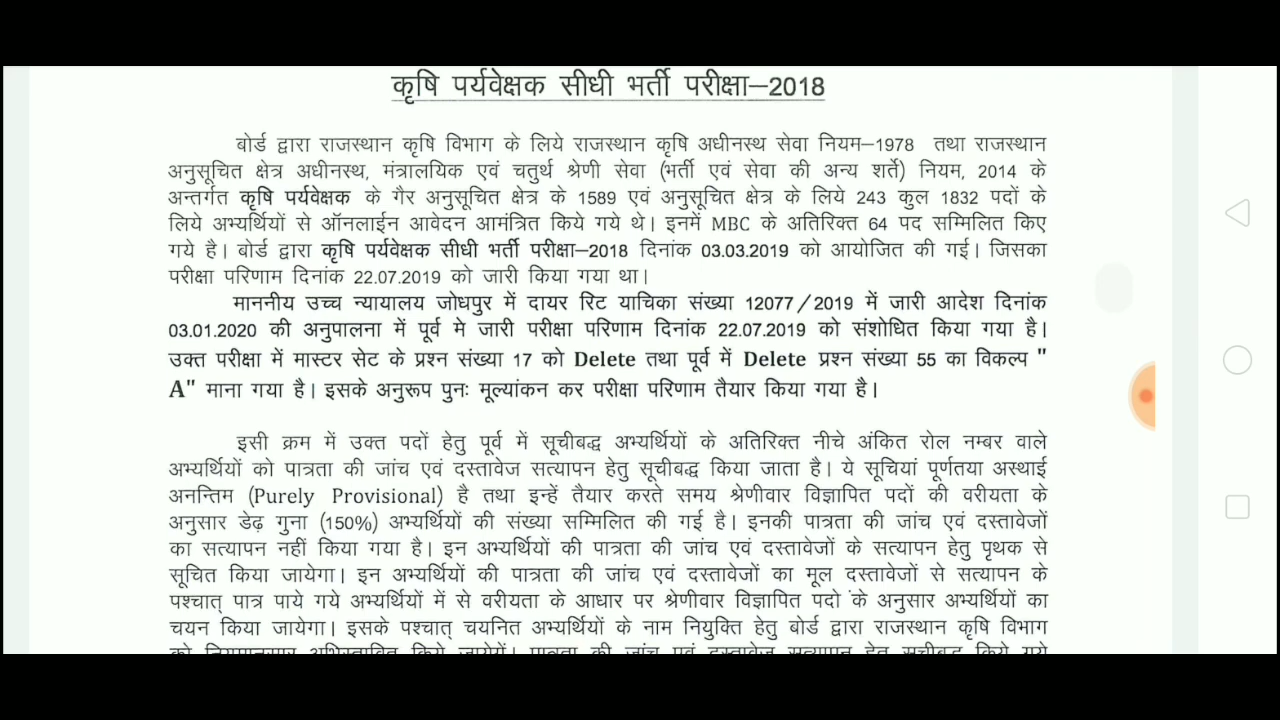 कृषि पर्यवेक्षक सीधी भर्ती परीक्षा–2018
बोर्ड द्वारा राजस्थान कृषि विभाग के लिये राजस्थान कृषि अधीनस्थ सेवा नियम–1978 तथा राजस्थान
अनुसूचित क्षेत्र अधीनस्थ, मंत्रालयिक एवं चतुर्थ श्रेणी सेवा (भर्ती एवं सेवा की अन्य शर्ते) नियम, 2014 के
अन्तर्गत कृषि पर्यवेक्षक के गैर अनुसूचित क्षेत्र के 1589 एवं अनुसूचित क्षेत्र के लिये 243 कुल 1832 पदों के
लिये अभ्यर्थियों से ऑनलाईन आवेदन आमंत्रित किये गये थे। इनमें MBC के अतिरिक्त 64 पद सम्मिलित किए
गये है। बोर्ड द्वारा कृषि पर्यवेक्षक सीधी भर्ती परीक्षा–2018 दिनांक 03.03.2019 को आयोजित की गई। जिसका
परीक्षा परिणाम दिनांक 22.07.2019 को जारी किया गया था।
माननीय उच्च न्यायालय जोधपुर में दायर रिट याचिका संख्या 12077/2019 में जारी आदेश दिनांक
03.01.2020 की अनुपालना में पूर्व मे जारी परीक्षा परिणाम दिनांक 22.07.2019 को संशोधित किया गया है।
उक्त परीक्षा में मास्टर सेट के प्रश्न संख्या 17 को Delete तथा पूर्व में Delete प्रश्न संख्या 55 का विकल्प "
A" माना गया है। इसके अनुरूप पुनः मूल्यांकन कर परीक्षा परिणाम तैयार किया गया है।
इसी क्रम में उक्त पदों हेतु पूर्व में सूचीबद्ध अभ्यर्थियों के अतिरिक्त नीचे अंकित रोल नम्बर वाले
अभ्यर्थियों को पात्रता की जांच एवं दस्तावेज सत्यापन हेतु सूचीबद्ध किया जाता है। ये सूचियां पूर्णतया अस्थाई
अनन्तिम (Purely Provisional) है तथा इन्हें तैयार करते समय श्रेणीवार विज्ञापित पदों की वरीयता के
अनुसार डेढ़ गुना (150%) अभ्यर्थियों की संख्या सम्मिलित की गई है। इनकी पात्रता की जांच एवं दस्तावेजों
का सत्यापन नहीं किया गया है। इन अभ्यर्थियों की पात्रता की जांच एवं दस्तावेजों के सत्यापन हेतु पृथक से
सूचित किया जायेगा। इन अभ्यर्थियों की पात्रता की जांच एवं दस्तावेजों का मूल दस्तावेजों से सत्यापन के
पश्चात् पात्र पाये गये अभ्यर्थियों में से वरीयता के आधार पर श्रेणीवार विज्ञापित पदो के अनुसार अभ्यर्थियों का
चयन किया जायेगा। इसके पश्चात् चयनित अभ्यर्थियों के नाम नियुक्ति हेतु बोर्ड द्वारा राजस्थान कृषि विभाग
को नियमानुसार अभिस्तावित किये जायेगें। पात्रता की जांच एवं दस्तावेज सत्यापन हेतु सूचीबद्ध किये गये